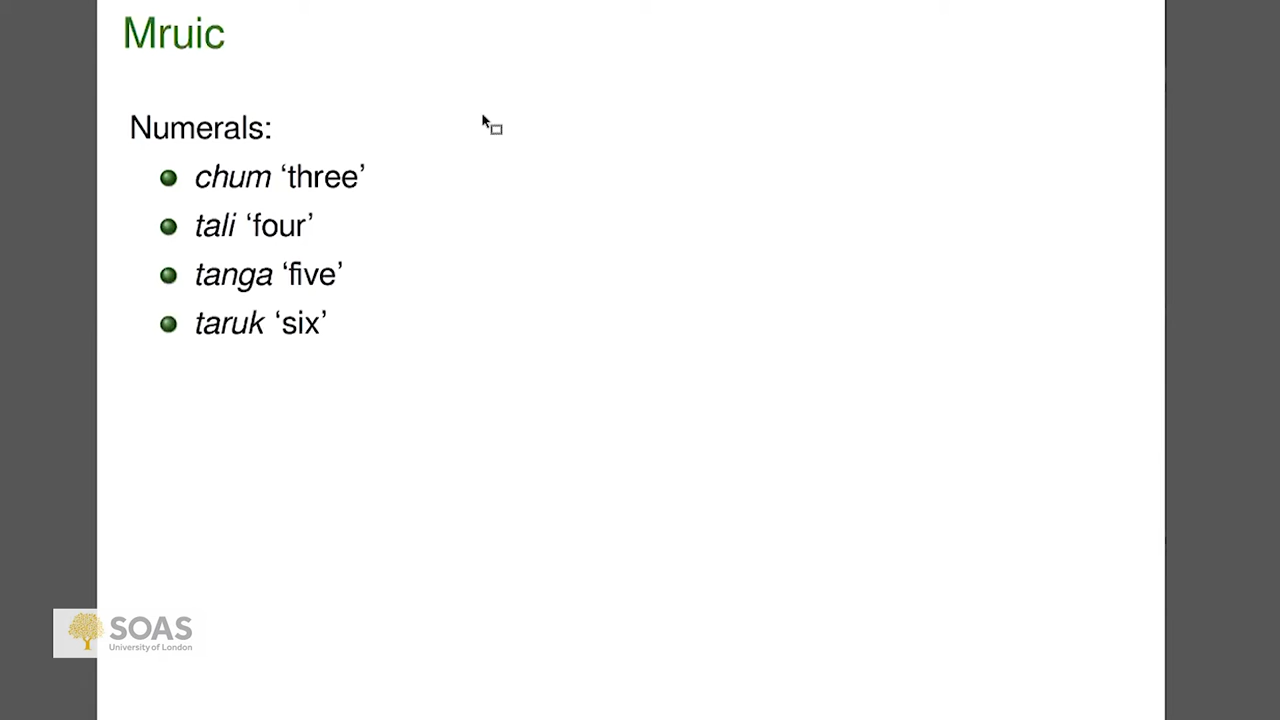 Mruic
Numerals:
chum ‘three’
tali ‘four’
tanga ‘five’
taruk ‘six’
SOAS
University of London